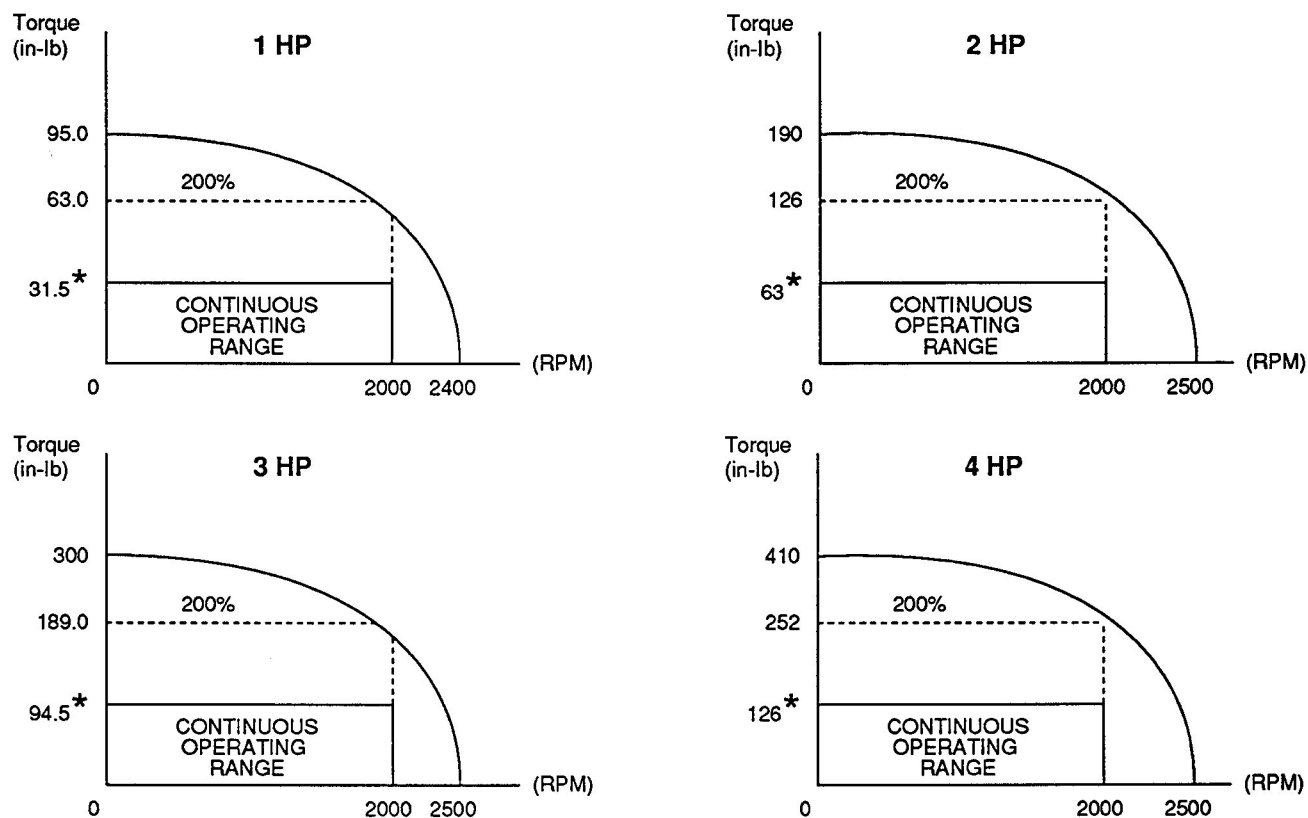 Torque
(in-lb)
1 HP
95.0
200%
63.0
31.5*
CONTINUOUS
OPERATING
RANGE
(RPM)
0 2000 2400
Torque
(in-lb)
2 HP
190
200%
126
63*
CONTINUOUS
OPERATING
RANGE
(RPM)
0 2000 2500
Torque
(in-lb)
3 HP
300
200%
189.0
94.5*
CONTINUOUS
OPERATING
RANGE
(RPM)
0 2000 2500
Torque
(in-lb)
4 HP
410
200%
252
126*
CONTINUOUS
OPERATING
RANGE
(RPM)
0 2000 2500